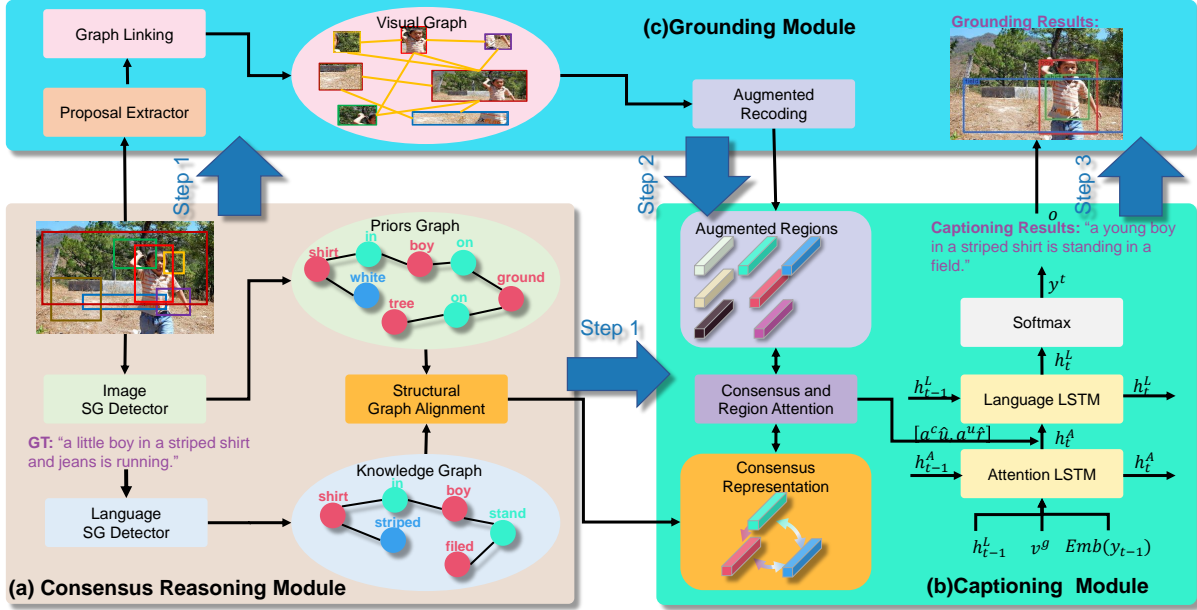 Graph Linking
Proposal Extractor
Visual Graph
(c)Grounding Module
Augmented
Recoding
Grounding Results:
Step 1
Step 2
Step 3
Priors Graph
shirt
in
boy
on
white
ground
tree
on
Image
SG Detector
Structural
Graph Alignment
GT: “a little boy in a striped shirt
and jeans is running.”
Language
SG Detector
Knowledge Graph
shirt
in
boy
striped
stand
filed
(a) Consensus Reasoning Module
Step 1
Augmented Regions
Consensus and
Region Attention
Consensus
Representation
o
Captioning Results: “a young boy
in a striped shirt is standing in a
field.”
y^t
Softmax
h_t^L
h_{t-1}^L
Language LSTM
h_t^L
[a^c û, a^u r̂]
h_t^A
h_{t-1}^A
Attention LSTM
h_t^A
h_{t-1}^L
v^g
Emb(y_{t-1})
(b)Captioning Module